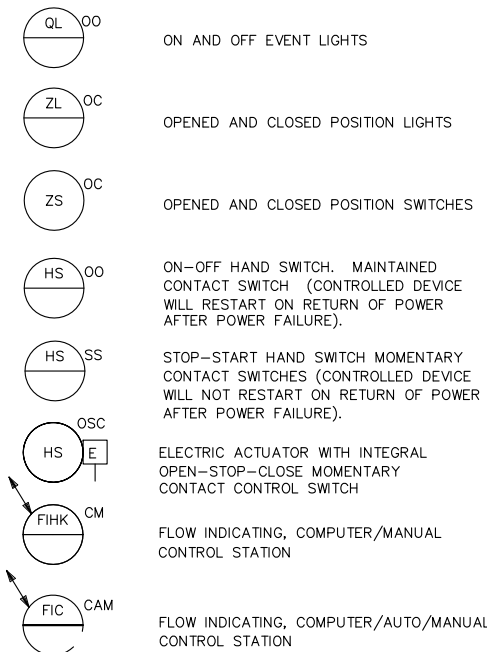 QL OO
ON AND OFF EVENT LIGHTS
ZL OC
OPENED AND CLOSED POSITION LIGHTS
ZS OC
OPENED AND CLOSED POSITION SWITCHES
HS OO
ON-OFF HAND SWITCH. MAINTAINED
CONTACT SWITCH (CONTROLLED DEVICE
WILL RESTART ON RETURN OF POWER
AFTER POWER FAILURE).
HS SS
STOP-START HAND SWITCH MOMENTARY
CONTACT SWITCHES (CONTROLLED DEVICE
WILL NOT RESTART ON RETURN OF POWER
AFTER POWER FAILURE).
OSC
HS E
ELECTRIC ACTUATOR WITH INTEGRAL
OPEN-STOP-CLOSE MOMENTARY
CONTACT CONTROL SWITCH
FIHK CM
FLOW INDICATING, COMPUTER/MANUAL
CONTROL STATION
FIC CAM
FLOW INDICATING, COMPUTER/AUTO/MANUAL
CONTROL STATION